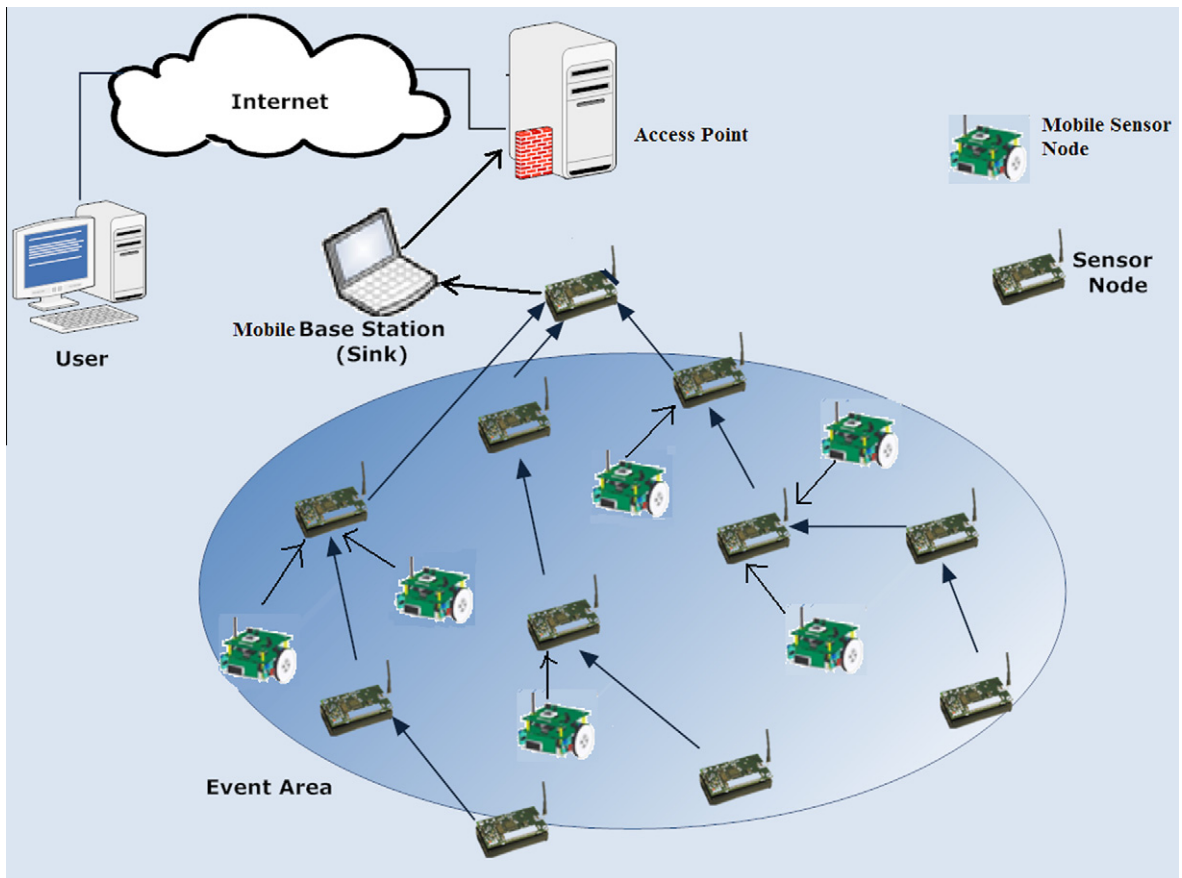 Internet
Access Point
Mobile Sensor
Node
Sensor
Node
Mobile Base Station
(Sink)
User
Event Area